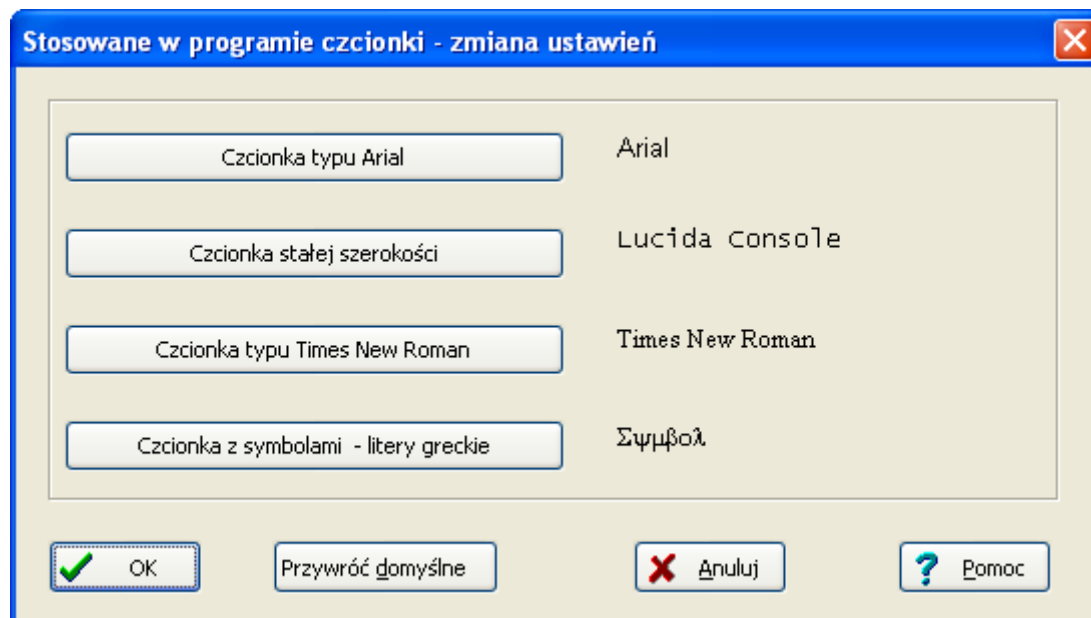 Stosowane w programie czcionki - zmiana ustawień
Czcionka typu Arial Arial
Czcionka stałej szerokości Lucida Console
Czcionka typu Times New Roman Times New Roman
Czcionka z symbolami - litery greckie Σψμβολ
OK Przywróć domyślne Anuluj Pomoc